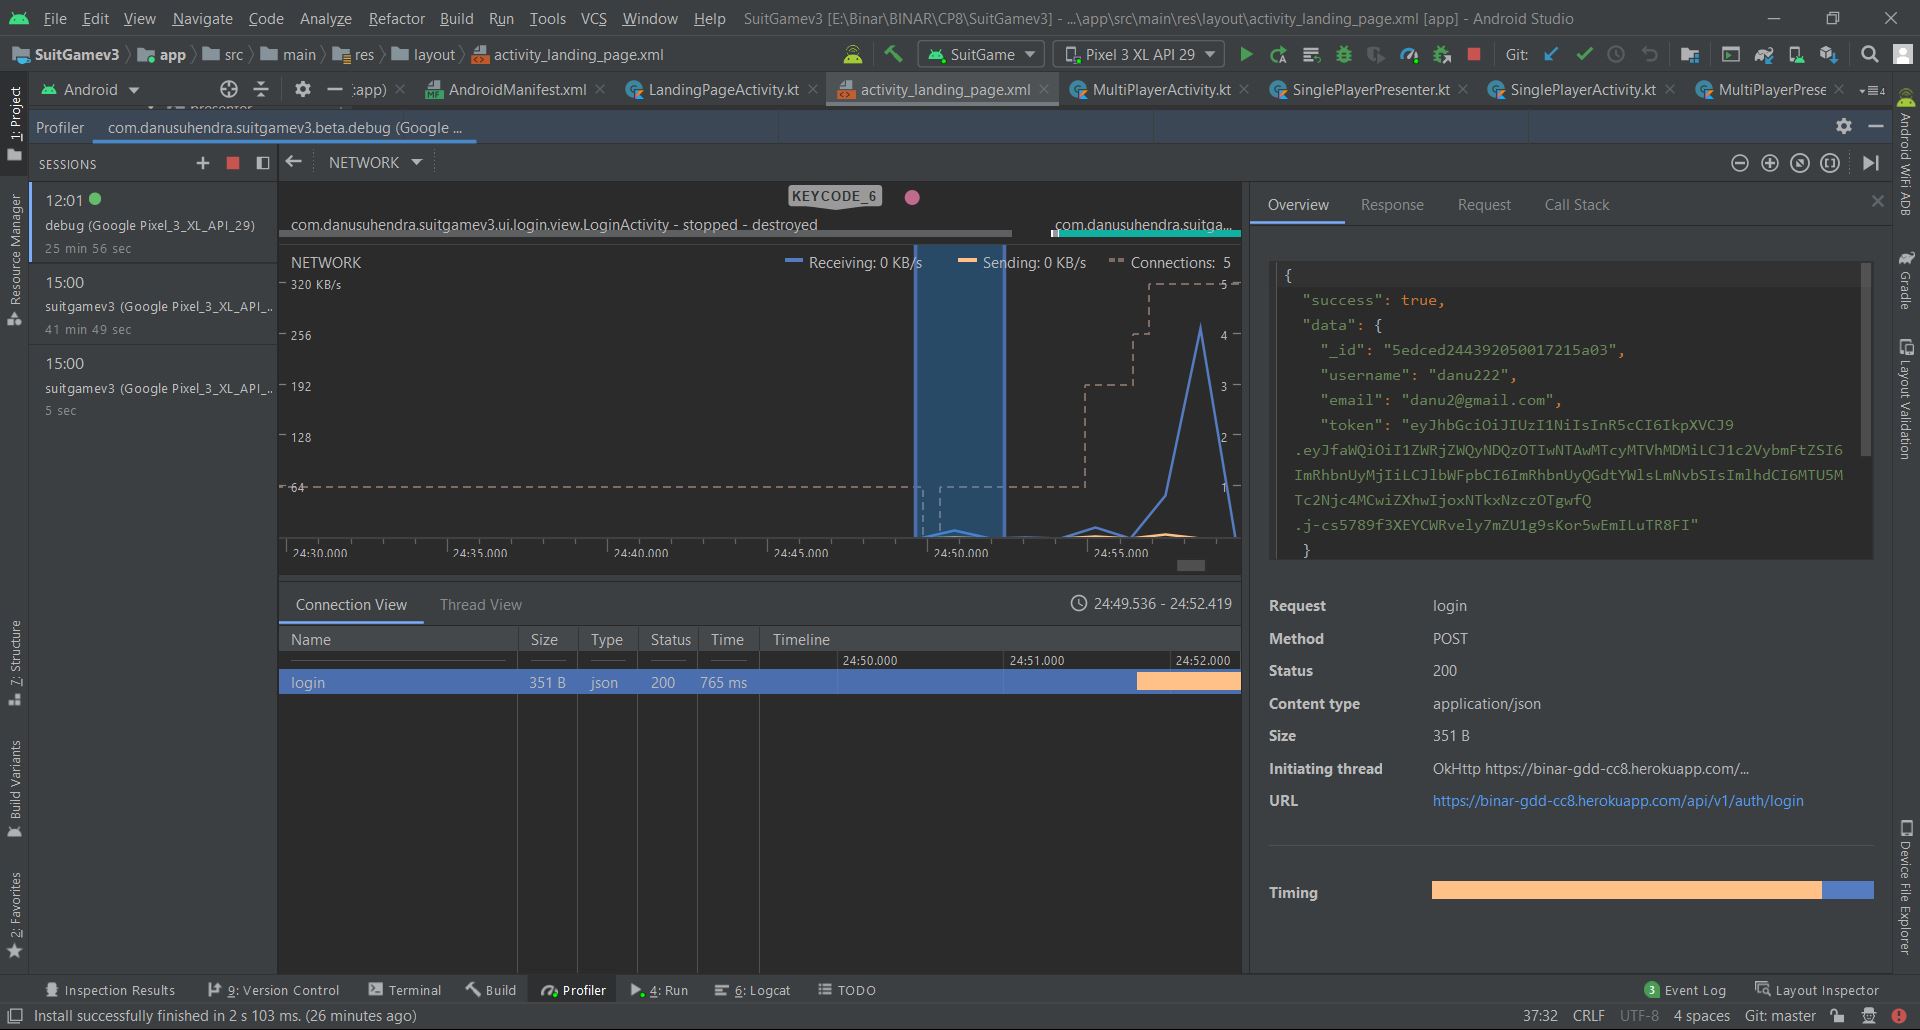 File Edit View Navigate Code Analyze Refactor Build Run Tools VCS Window Help SuitGamev3 [E:\Binar\BINAR\CP8\SuitGamev3] - ...\app\src\main\res\layout\activity_landing_page.xml [app] - Android Studio
SuitGamev3 app src main res layout activity_landing_page.xml SuitGame Pixel 3 XL API 29 Git:
Android :app) AndroidManifest.xml LandingPageActivity.kt activity_landing_page.xml MultiPlayerActivity.kt SinglePlayerPresenter.kt SinglePlayerActivity.kt MultiPlayerPrese 4
Profiler com.danusuhendra.suitgamev3.beta.debug (Google ...
SESSIONS NETWORK
12:01
debug (Google Pixel_3_XL_API_29)
25 min 56 sec
15:00
suitgamev3 (Google Pixel_3_XL_API_..
41 min 49 sec
15:00
suitgamev3 (Google Pixel_3_XL_API_..
5 sec
KEYCODE_6
com.danusuhendra.suitgamev3.ui.login.view.LoginActivity - stopped - destroyed com.danusuhendra.suitga...
NETWORK Receiving: 0 KB/s Sending: 0 KB/s Connections: 5
320 KB/s 5
256 4
192 3
128 2
64 1
24:30.000 24:35.000 24:40.000 24:45.000 24:50.000 24:55.000
Connection View Thread View 24:49.536 - 24:52.419
Name Size Type Status Time Timeline
24:50.000 24:51.000 24:52.000
login 351 B json 200 765 ms
Overview Response Request Call Stack
{
"success": true,
"data": {
"_id": "5edced244392050017215a03",
"username": "danu222",
"email": "danu2@gmail.com",
"token": "eyJhbGciOiJIUzI1NiIsInR5cCI6IkpXVCJ9
.eyJfaWQiOiI1ZWRjZWQyNDQzOTIwNTAwMTcyMTVhMDMiLCJ1c2VybmFtZSI6
ImRhbnUyMjIiLCJlbWFpbCI6ImRhbnUyQGdtYWlsLmNvbSIsImlhdCI6MTU5M
Tc2Njc4MCwiZXhwIjoxNTkxNzczOTgwfQ
.j-cs5789f3XEYCWRvely7mZU1g9sKor5wEmILuTR8FI"
}
Request login
Method POST
Status 200
Content type application/json
Size 351 B
Initiating thread OkHttp https://binar-gdd-cc8.herokuapp.com/...
URL https://binar-gdd-cc8.herokuapp.com/api/v1/auth/login
Timing
1: Project
Resource Manager
7: Structure
Build Variants
2: Favorites
Android WiFi ADB
Gradle
Layout Validation
Device File Explorer
Inspection Results 9: Version Control Terminal Build Profiler 4: Run 6: Logcat TODO 3 Event Log Layout Inspector
Install successfully finished in 2 s 103 ms. (26 minutes ago) 37:32 CRLF UTF-8 4 spaces Git: master